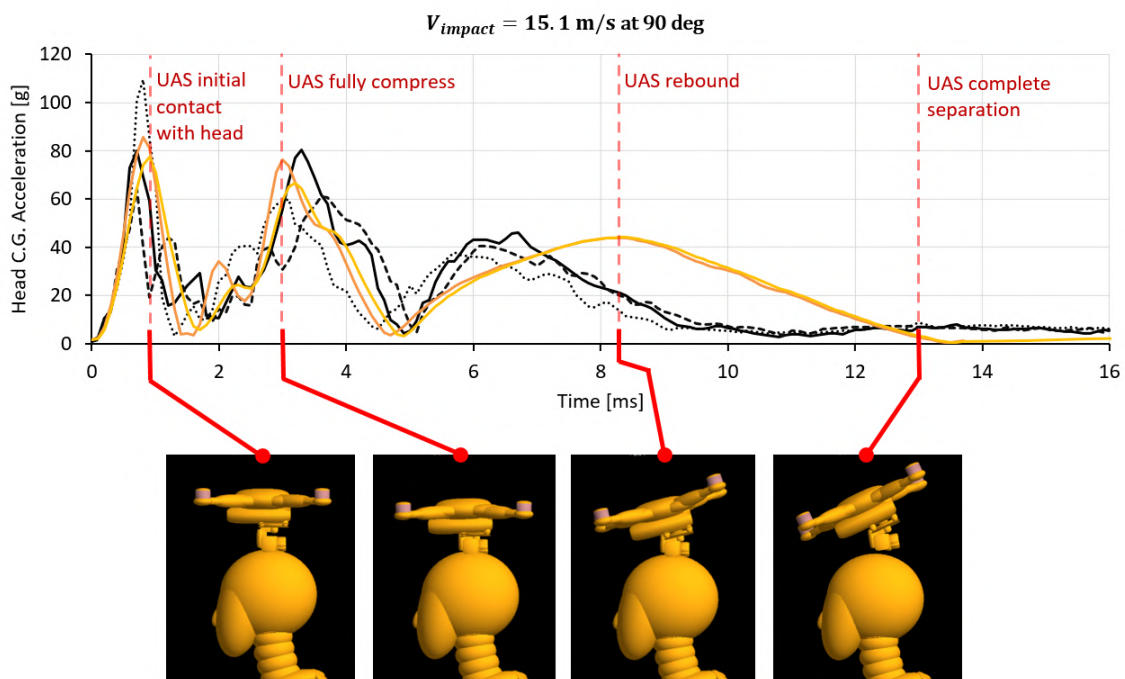 V_impact = 15.1 m/s at 90 deg
Head C.G. Acceleration [g]
120
100
80
60
40
20
0
UAS initial
contact
with head
UAS fully compress
UAS rebound
UAS complete
separation
0 2 4 6 8 10 12 14 16
Time [ms]